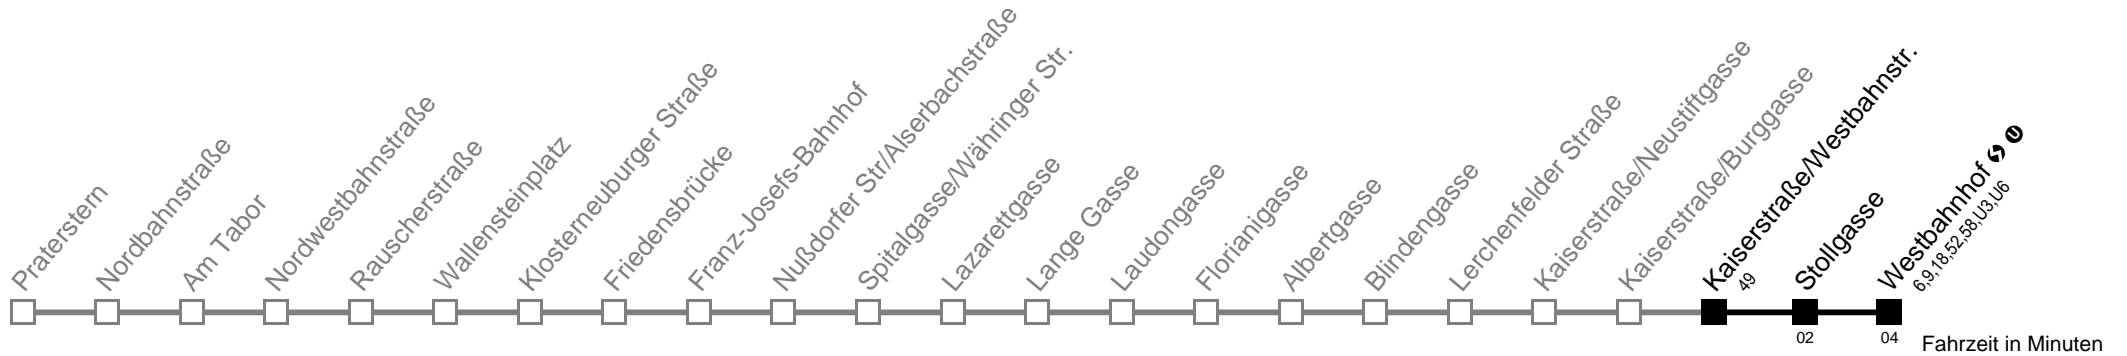 Praterstern
Nordbahnstraße
Am Tabor
Nordwestbahnstraße
Rauscherstraße
Wallensteinplatz
Klosterneuburger Straße
Friedensbrücke
Franz-Josefs-Bahnhof
Nußdorfer Str/Alserbachstraße
Spitalgasse/Währinger Str.
Lazarettgasse
Lange Gasse
Laudongasse
Florianigasse
Albertgasse
Blindengasse
Lerchenfelder Straße
Kaiserstraße/Neustiftgasse
Kaiserstraße/Burggasse
Kaiserstraße/Westbahnstr.
49
Stollgasse
Westbahnhof S U
6,9,18,52,58,U3,U6
02
04
Fahrzeit in Minuten